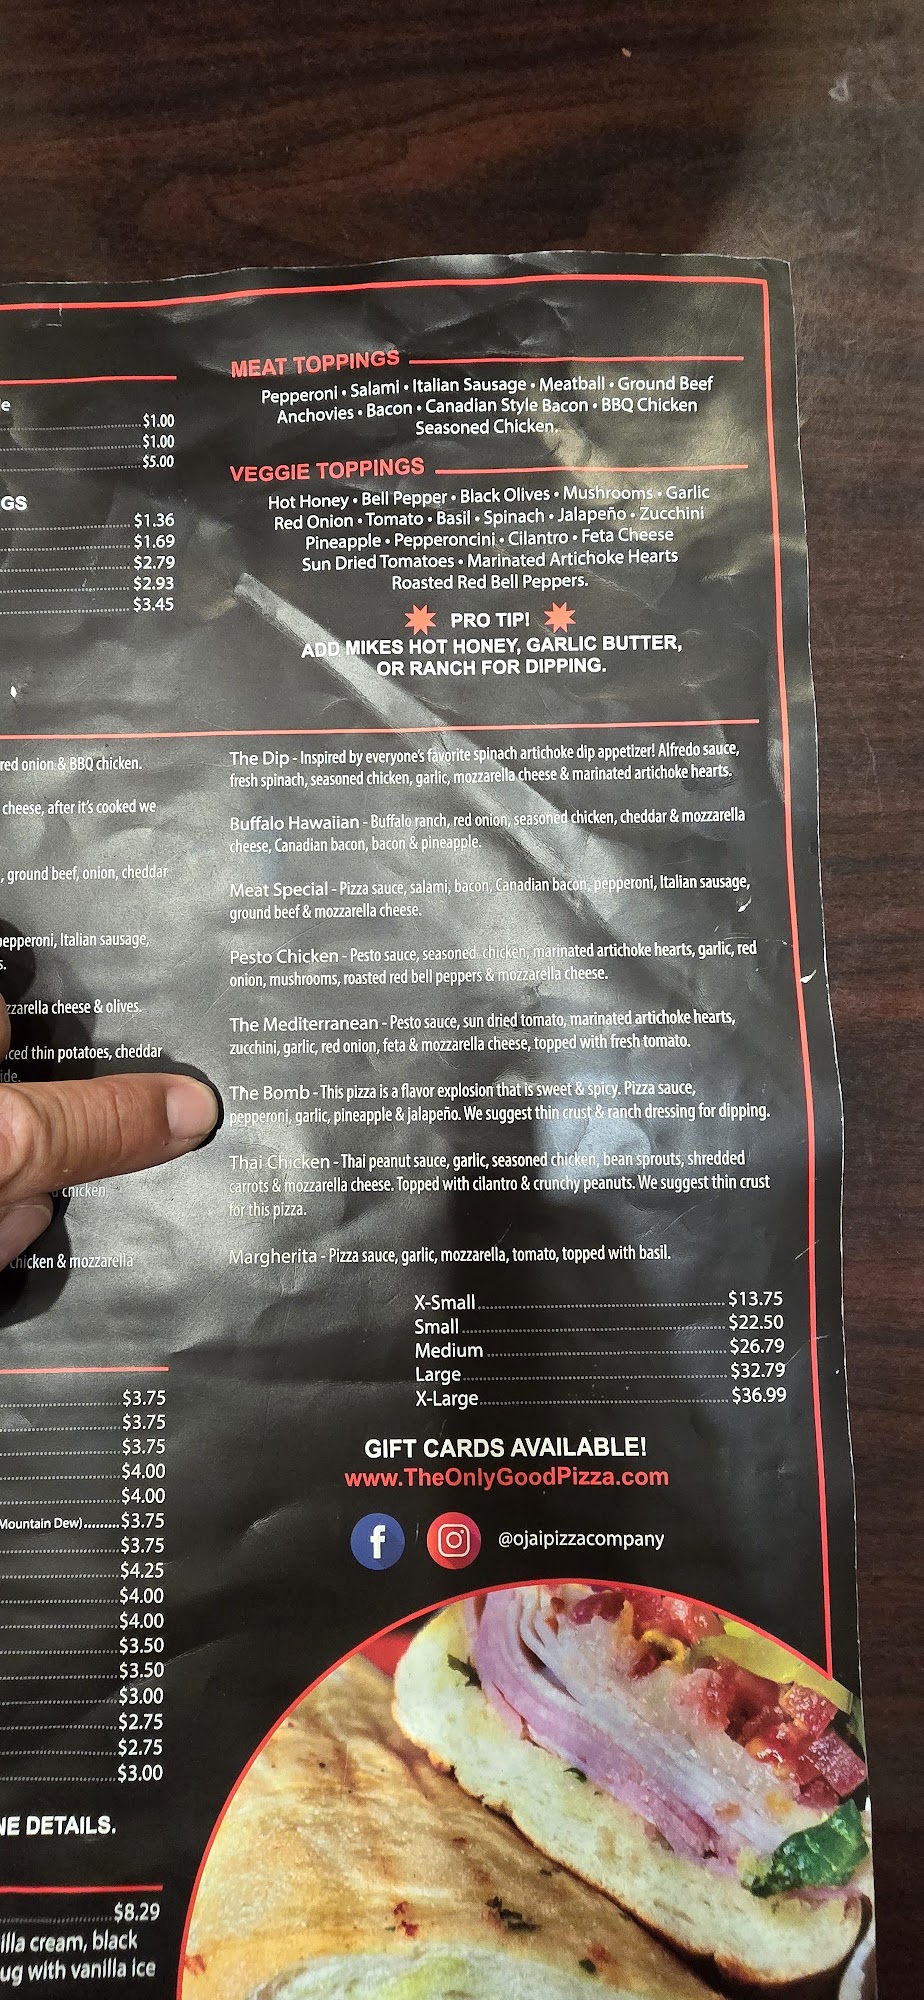 e
$1.00
$1.00
$5.00
GS
$1.36
$1.69
$2.79
$2.93
$3.45
MEAT TOPPINGS
Pepperoni • Salami • Italian Sausage • Meatball • Ground Beef
Anchovies • Bacon • Canadian Style Bacon • BBQ Chicken
Seasoned Chicken.
VEGGIE TOPPINGS
Hot Honey • Bell Pepper • Black Olives • Mushrooms • Garlic
Red Onion • Tomato • Basil • Spinach • Jalapeño • Zucchini
Pineapple • Pepperoncini • Cilantro • Feta Cheese
Sun Dried Tomatoes • Marinated Artichoke Hearts
Roasted Red Bell Peppers.
PRO TIP!
ADD MIKES HOT HONEY, GARLIC BUTTER,
OR RANCH FOR DIPPING.
red onion & BBQ chicken.
cheese, after it's cooked we
, ground beef, onion, cheddar
pepperoni, Italian sausage,
s.
zzarella cheese & olives.
iced thin potatoes, cheddar
ide.
chicken.
chicken & mozzarella
The Dip - Inspired by everyone's favorite spinach artichoke dip appetizer! Alfredo sauce,
fresh spinach, seasoned chicken, garlic, mozzarella cheese & marinated artichoke hearts.
Buffalo Hawaiian - Buffalo ranch, red onion, seasoned chicken, cheddar & mozzarella
cheese, Canadian bacon, bacon & pineapple.
Meat Special - Pizza sauce, salami, bacon, Canadian bacon, pepperoni, Italian sausage,
ground beef & mozzarella cheese.
Pesto Chicken - Pesto sauce, seasoned chicken, marinated artichoke hearts, garlic, red
onion, mushrooms, roasted red bell peppers & mozzarella cheese.
The Mediterranean - Pesto sauce, sun dried tomato, marinated artichoke hearts,
zucchini, garlic, red onion, feta & mozzarella cheese, topped with fresh tomato.
The Bomb - This pizza is a flavor explosion that is sweet & spicy. Pizza sauce,
pepperoni, garlic, pineapple & jalapeño. We suggest thin crust & ranch dressing for dipping.
Thai Chicken - Thai peanut sauce, garlic, seasoned chicken, bean sprouts, shredded
carrots & mozzarella cheese. Topped with cilantro & crunchy peanuts. We suggest thin crust
for this pizza.
Margherita - Pizza sauce, garlic, mozzarella, tomato, topped with basil.
X-Small $13.75
Small $22.50
Medium $26.79
Large $32.79
X-Large $36.99
GIFT CARDS AVAILABLE!
www.TheOnlyGoodPizza.com
@ojaipizzacompany
$3.75
$3.75
$3.75
$4.00
$4.00
Mountain Dew) $3.75
$3.75
$4.25
$4.00
$4.00
$3.50
$3.50
$3.00
$2.75
$2.75
$3.00
NE DETAILS.
$8.29
illa cream, black
ug with vanilla ice